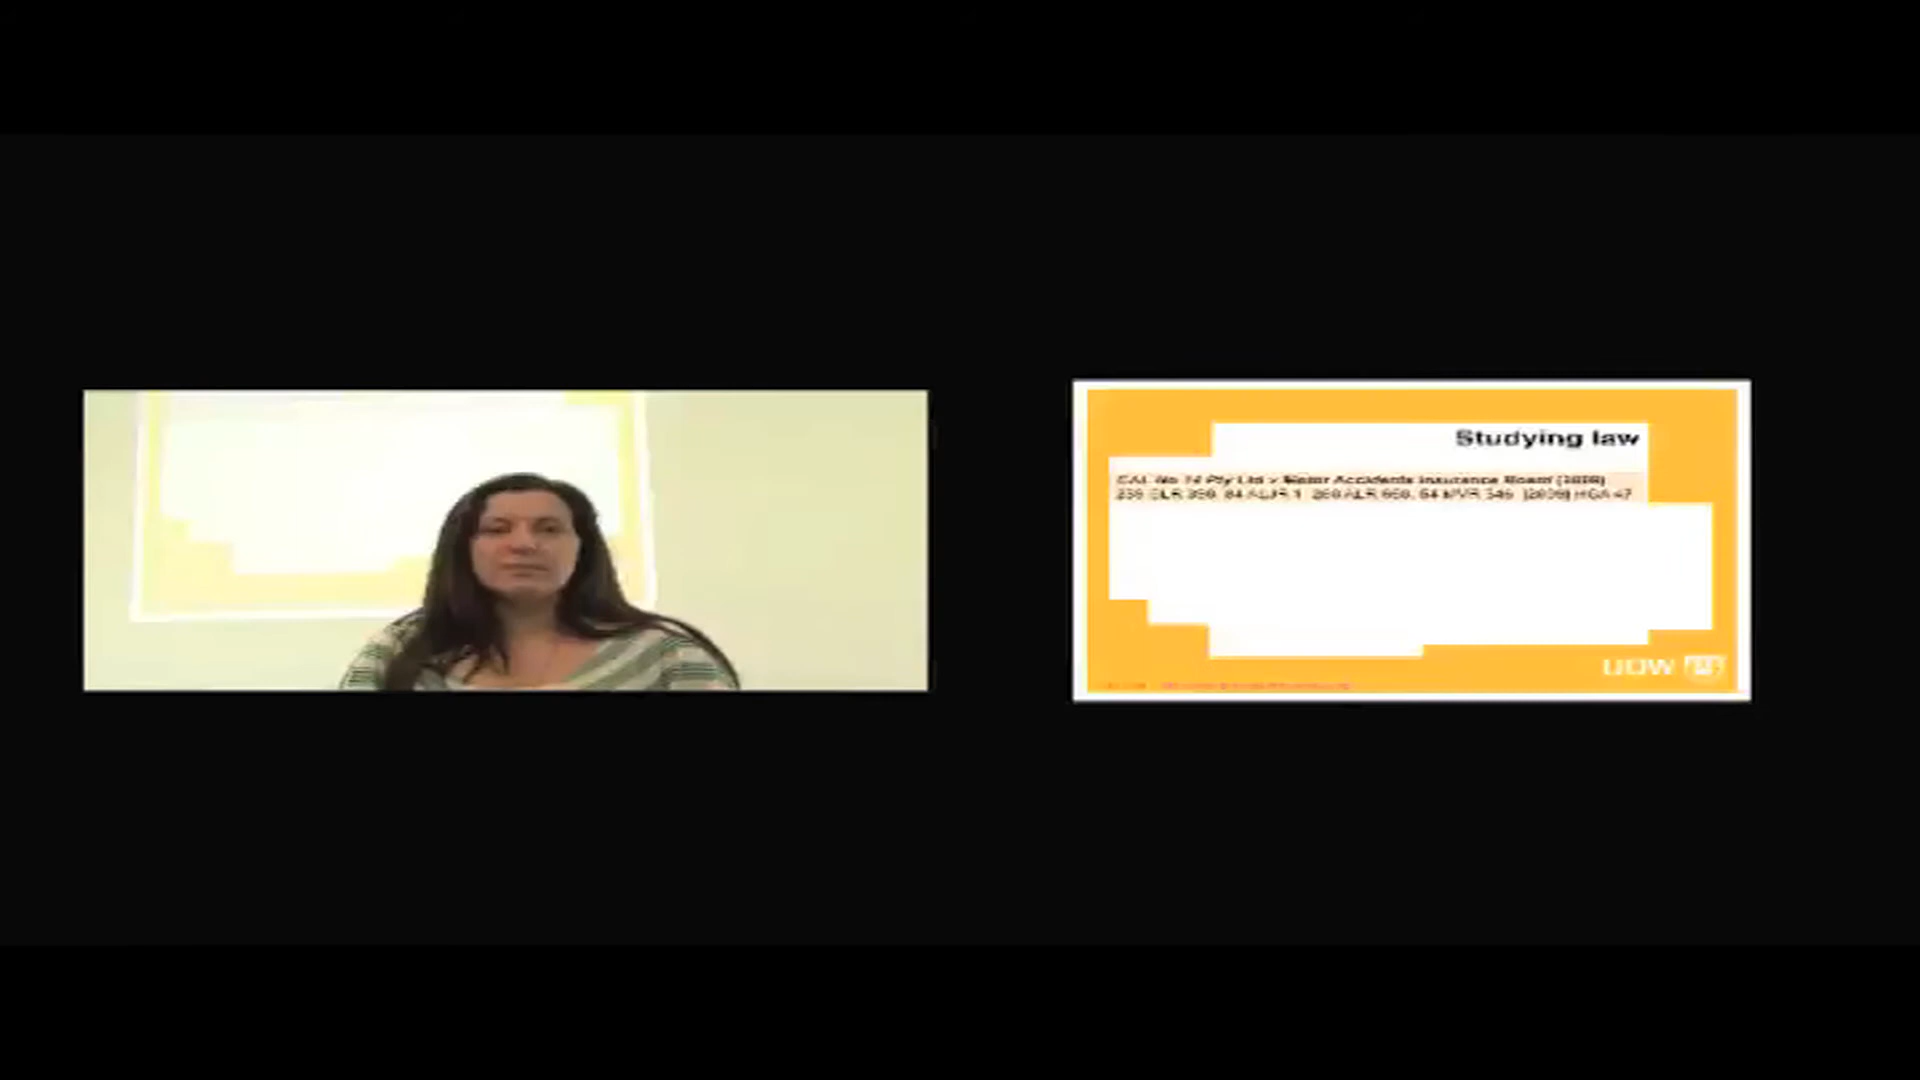 Studying law
CAL No 14 Pty Ltd v Motor Accidents Insurance Board (2009)
239 CLR 390, 84 ALJR 1, 260 ALR 606, 54 MVR 346, [2009] HCA 47
UOW